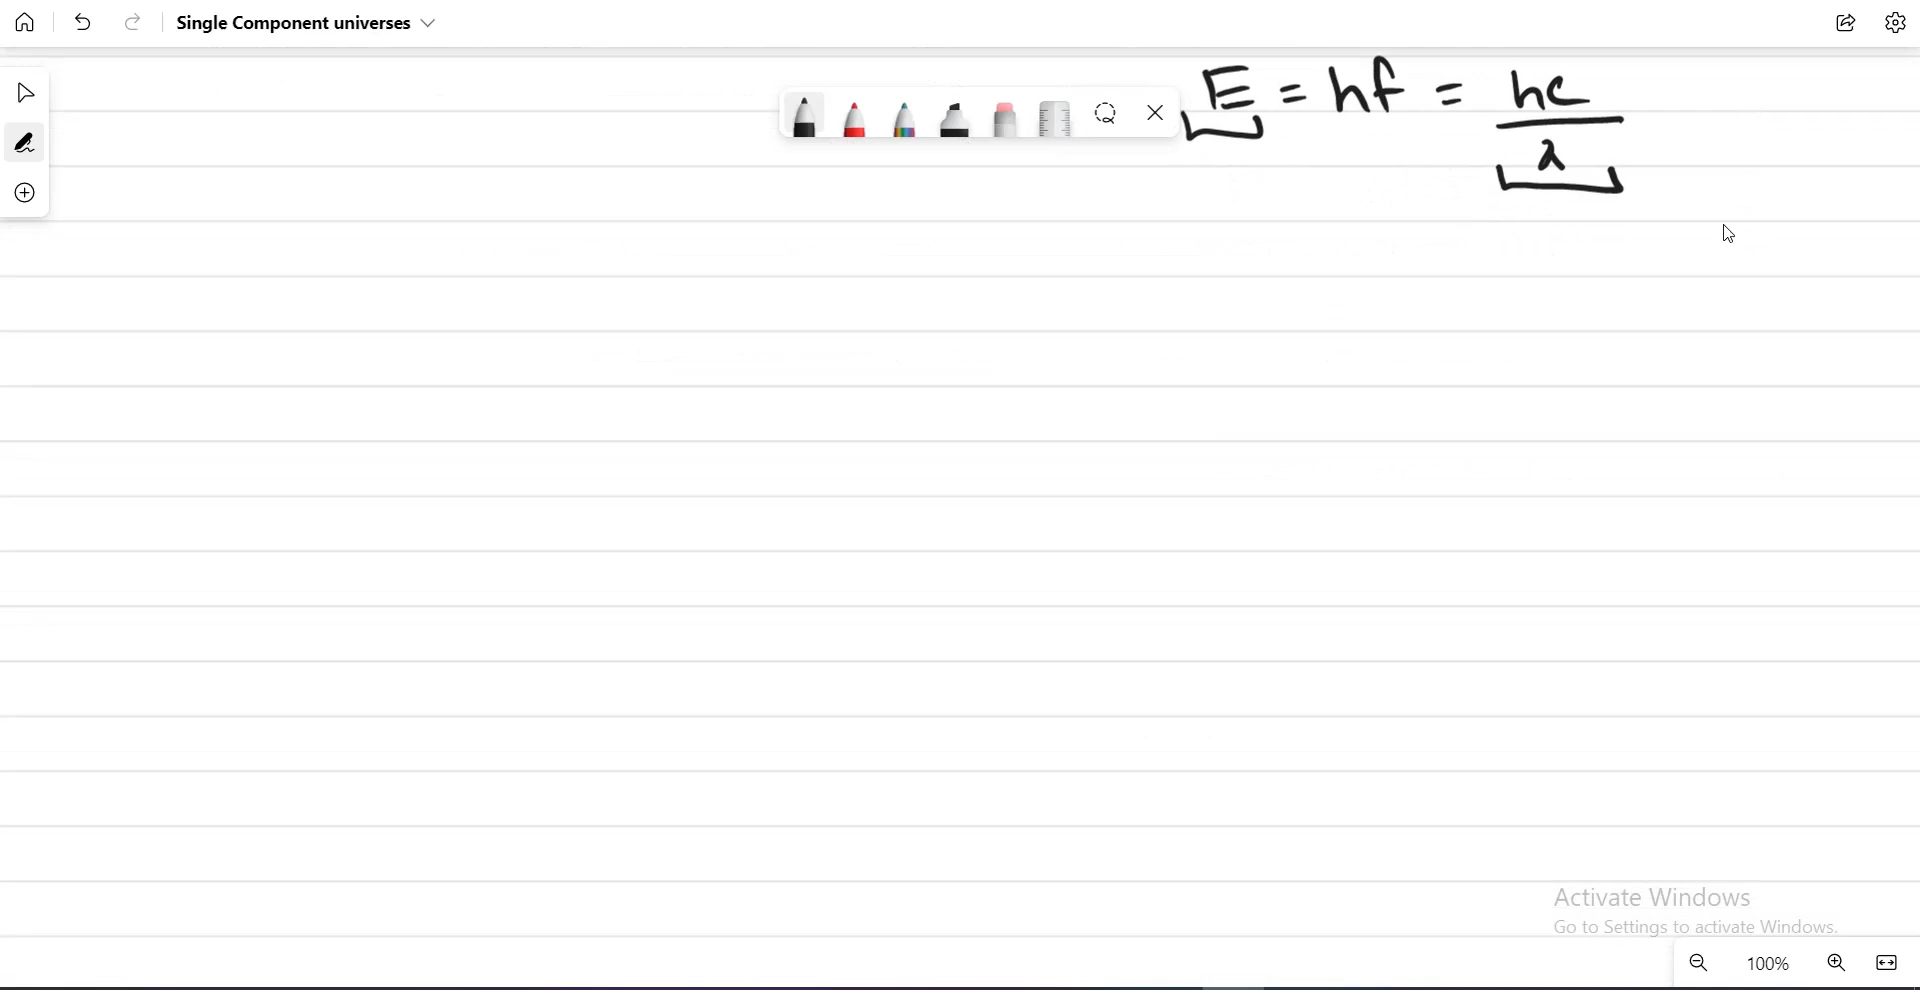 Single Component universes
E = hf = hc
λ
Activate Windows
Go to Settings to activate Windows.
100%